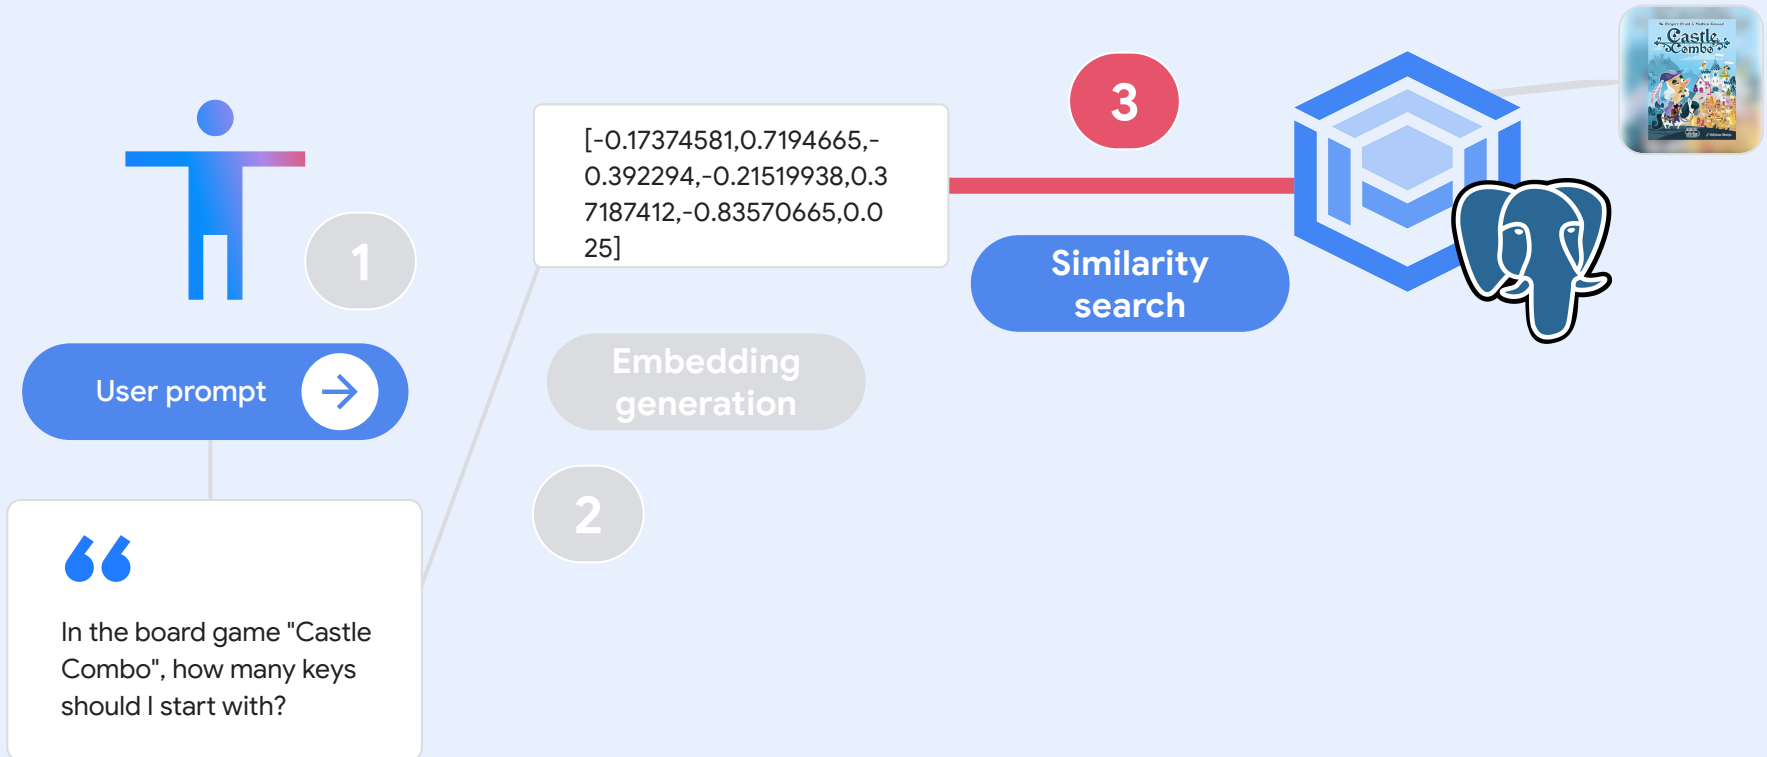 1
User prompt
“
In the board game "Castle
Combo", how many keys
should I start with?
[-0.17374581,0.7194665,-
0.392294,-0.21519938,0.3
7187412,-0.83570665,0.0
25]
Embedding
generation
2
3
Similarity
search
Castle
Combo